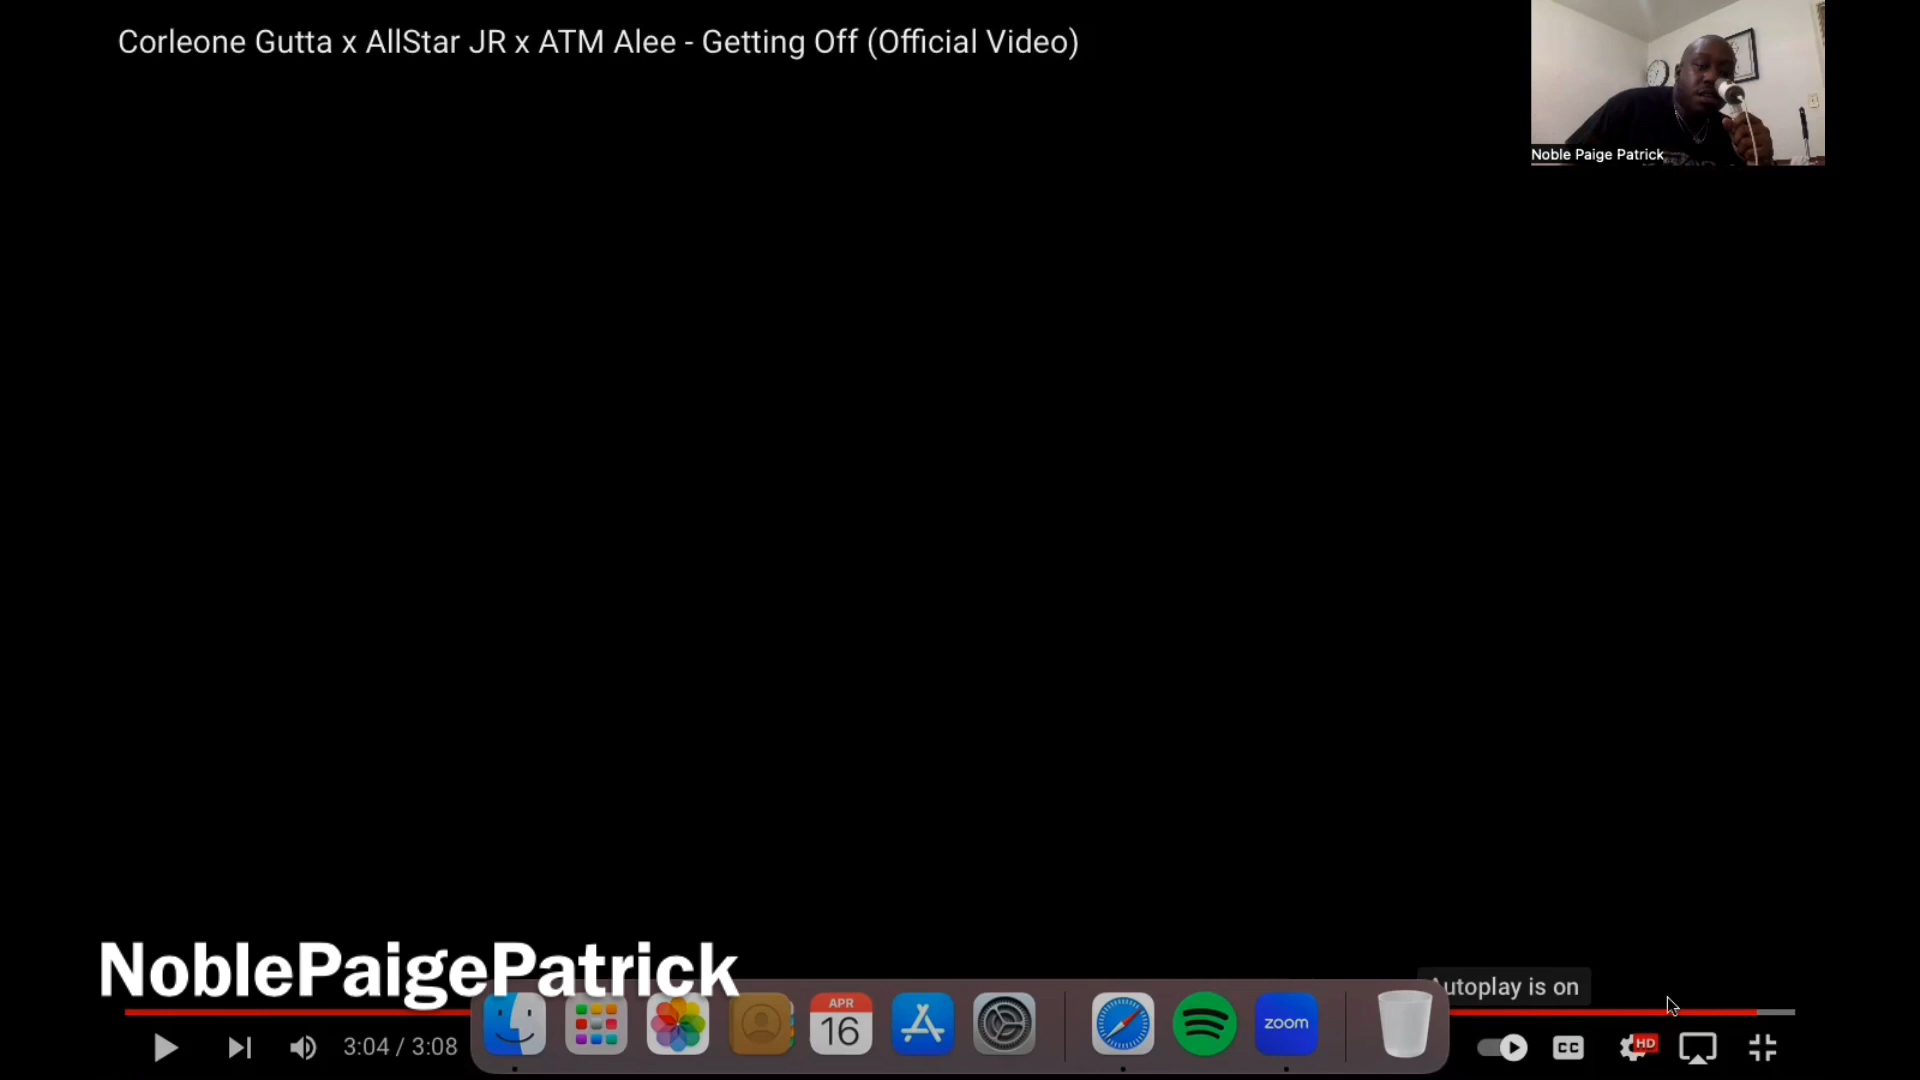 Corleone Gutta x AllStar JR x ATM Alee - Getting Off (Official Video)
Noble Paige Patrick
NoblePaigePatrick
utoplay is on
APR
16
zoom
3:04 / 3:08
CC
HD